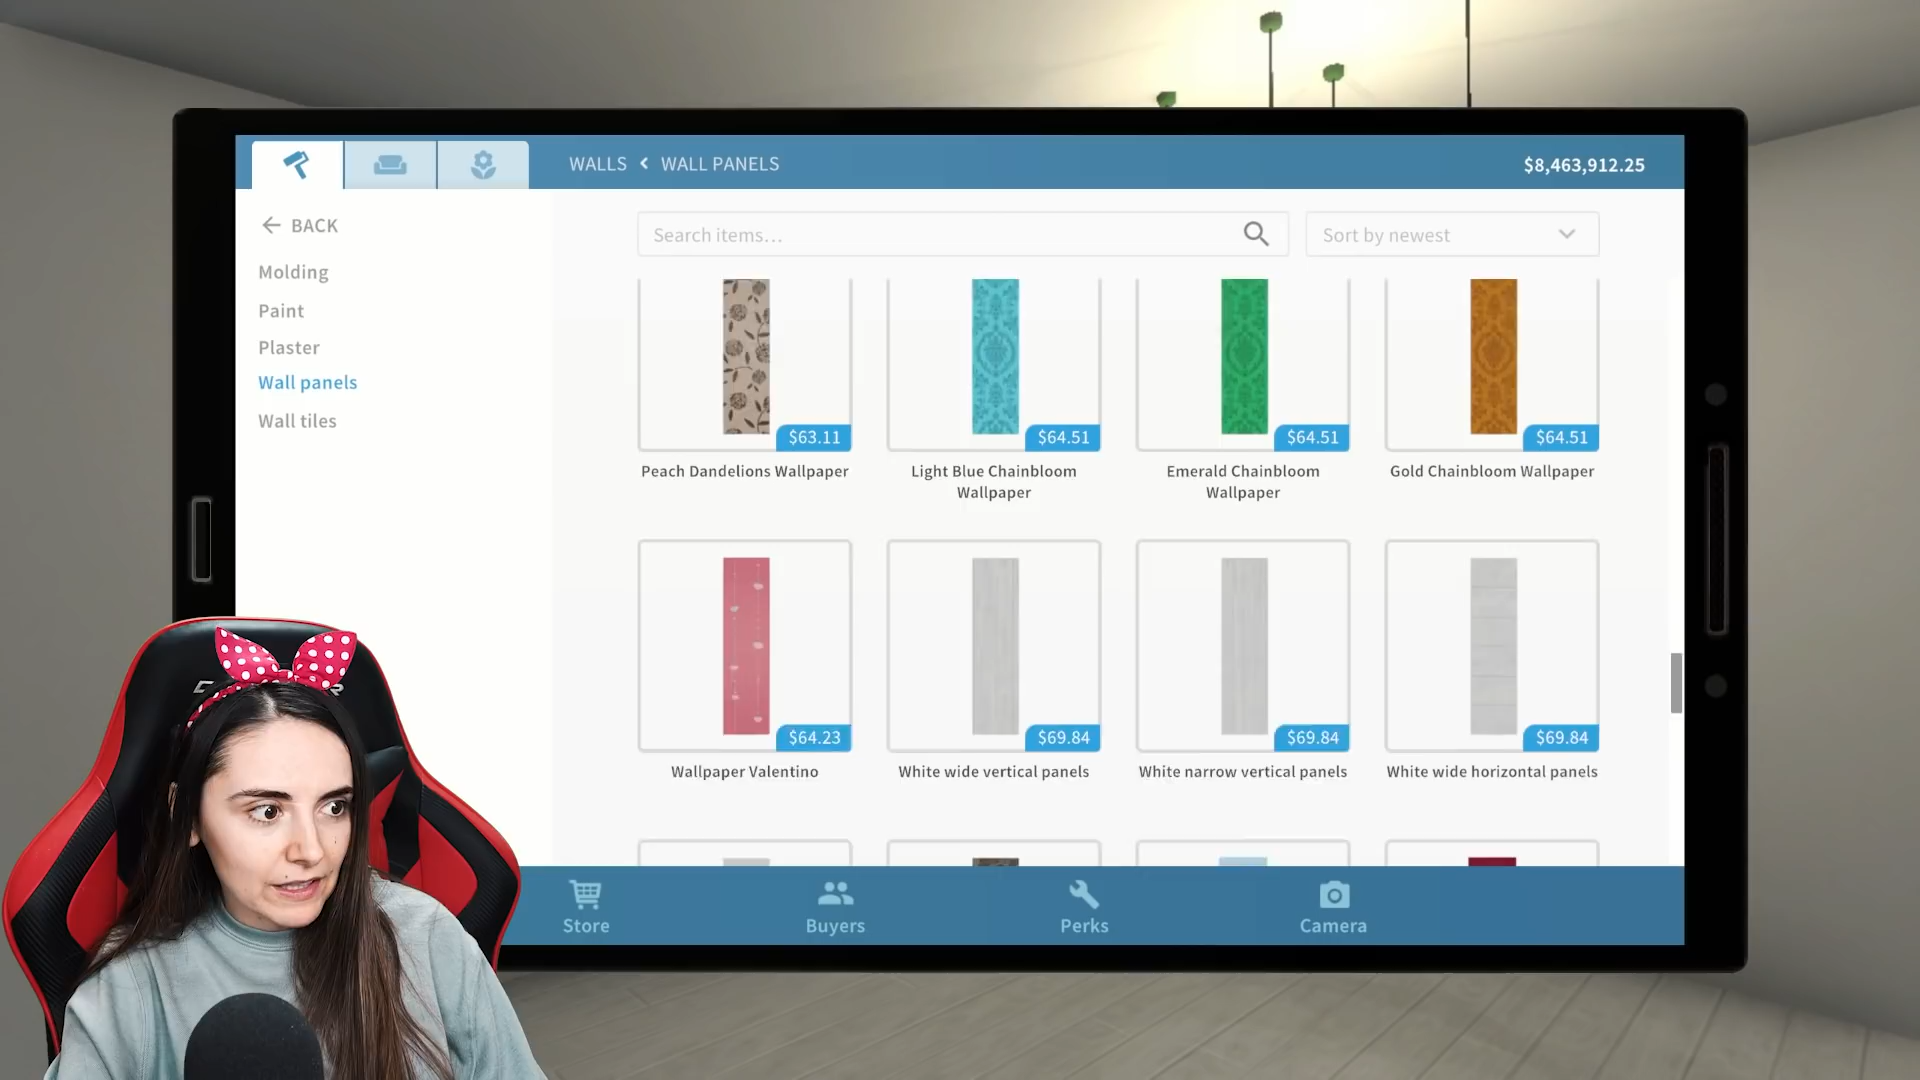 WALLS < WALL PANELS
$8,463,912.25
BACK
Search items...
Sort by newest
Molding
Paint
Plaster
Wall panels
Wall tiles
$63.11
$64.51
$64.51
$64.51
Peach Dandelions Wallpaper
Light Blue Chainbloom
Wallpaper
Emerald Chainbloom
Wallpaper
Gold Chainbloom Wallpaper
$64.23
$69.84
$69.84
$69.84
Wallpaper Valentino
White wide vertical panels
White narrow vertical panels
White wide horizontal panels
Store
Buyers
Perks
Camera